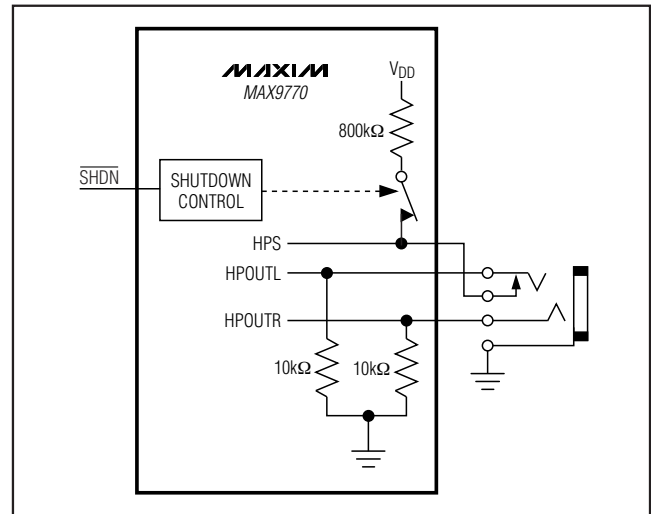 MAXIM
MAX9770
VDD
800kΩ
SHDN
SHUTDOWN
CONTROL
HPS
HPOUTL
HPOUTR
10kΩ
10kΩ